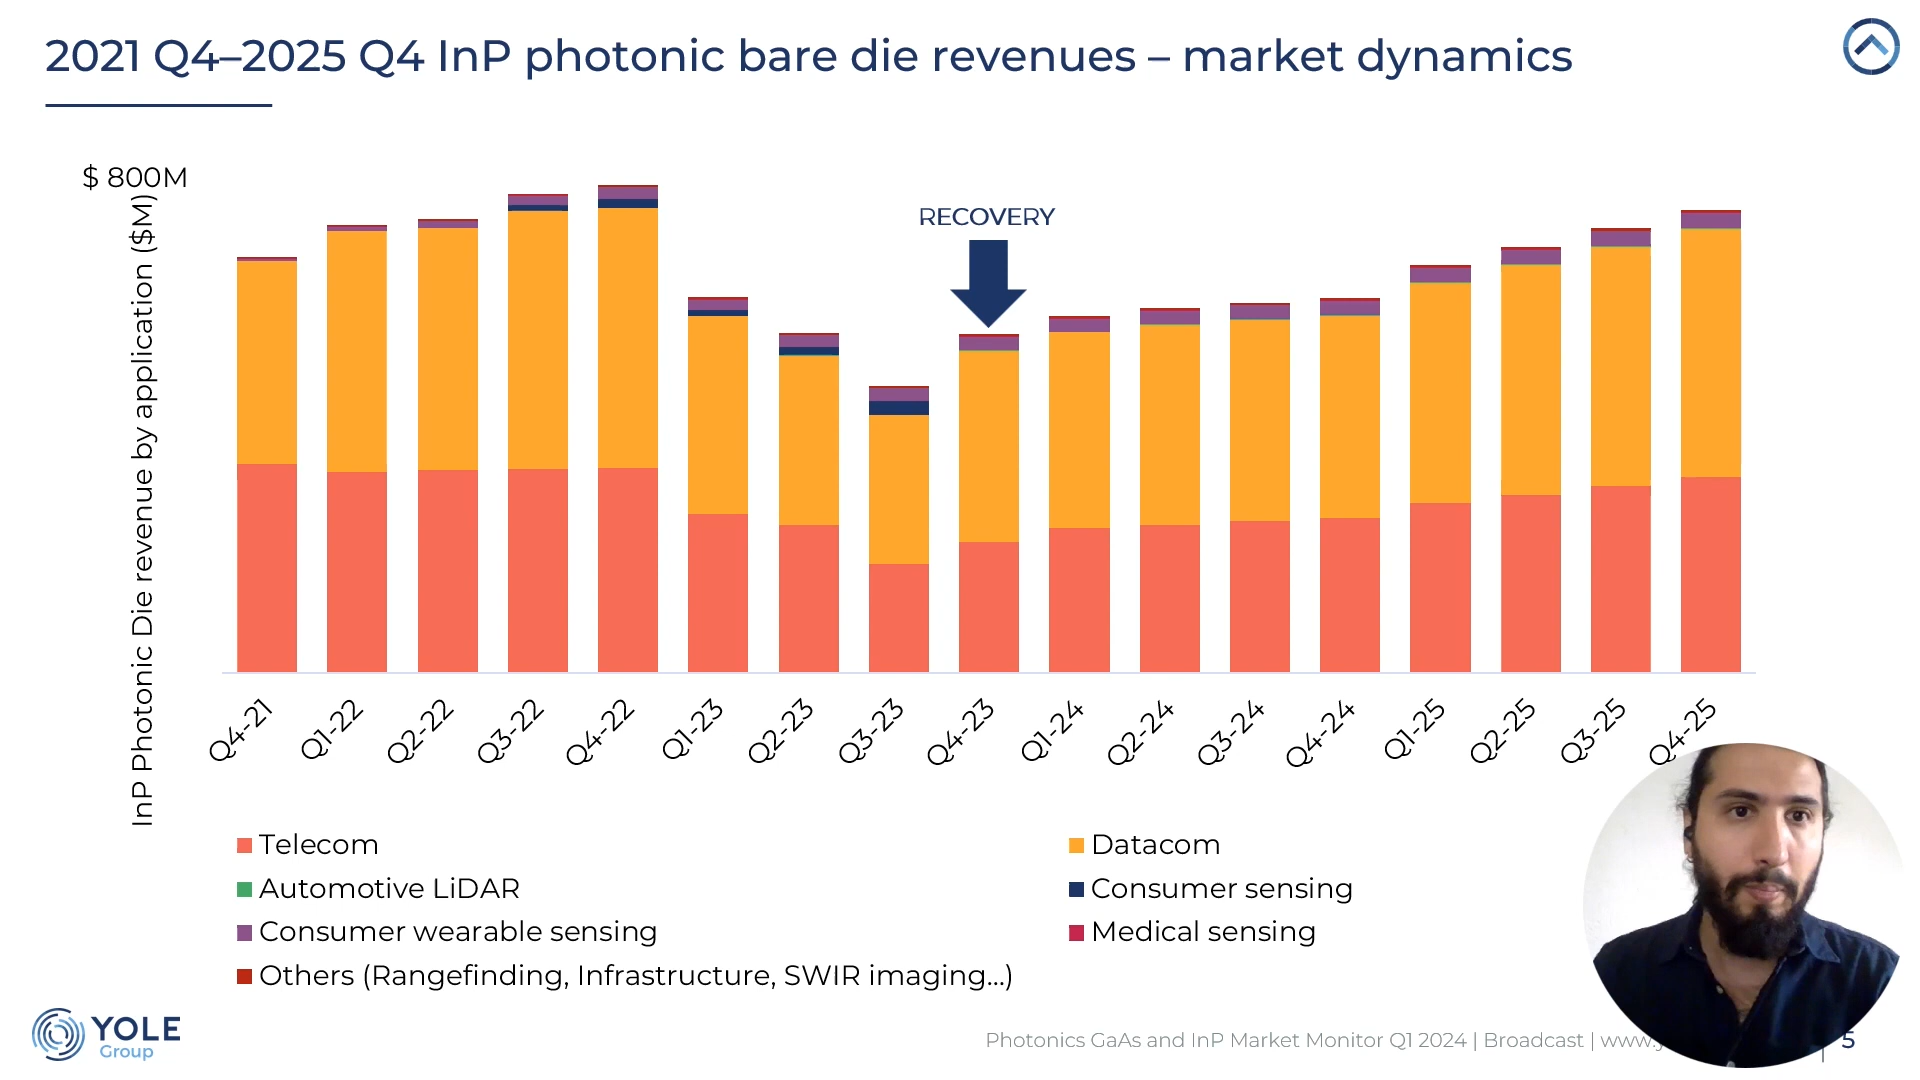 2021 Q4–2025 Q4 InP photonic bare die revenues – market dynamics
$ 800M
InP Photonic Die revenue by application ($M)
RECOVERY
Q4-21
Q1-22
Q2-22
Q3-22
Q4-22
Q1-23
Q2-23
Q3-23
Q4-23
Q1-24
Q2-24
Q3-24
Q4-24
Q1-25
Q2-25
Q3-25
Q4-25
Telecom
Datacom
Automotive LiDAR
Consumer sensing
Consumer wearable sensing
Medical sensing
Others (Rangefinding, Infrastructure, SWIR imaging...)
YOLE
Group
Photonics GaAs and InP Market Monitor Q1 2024 | Broadcast |
5